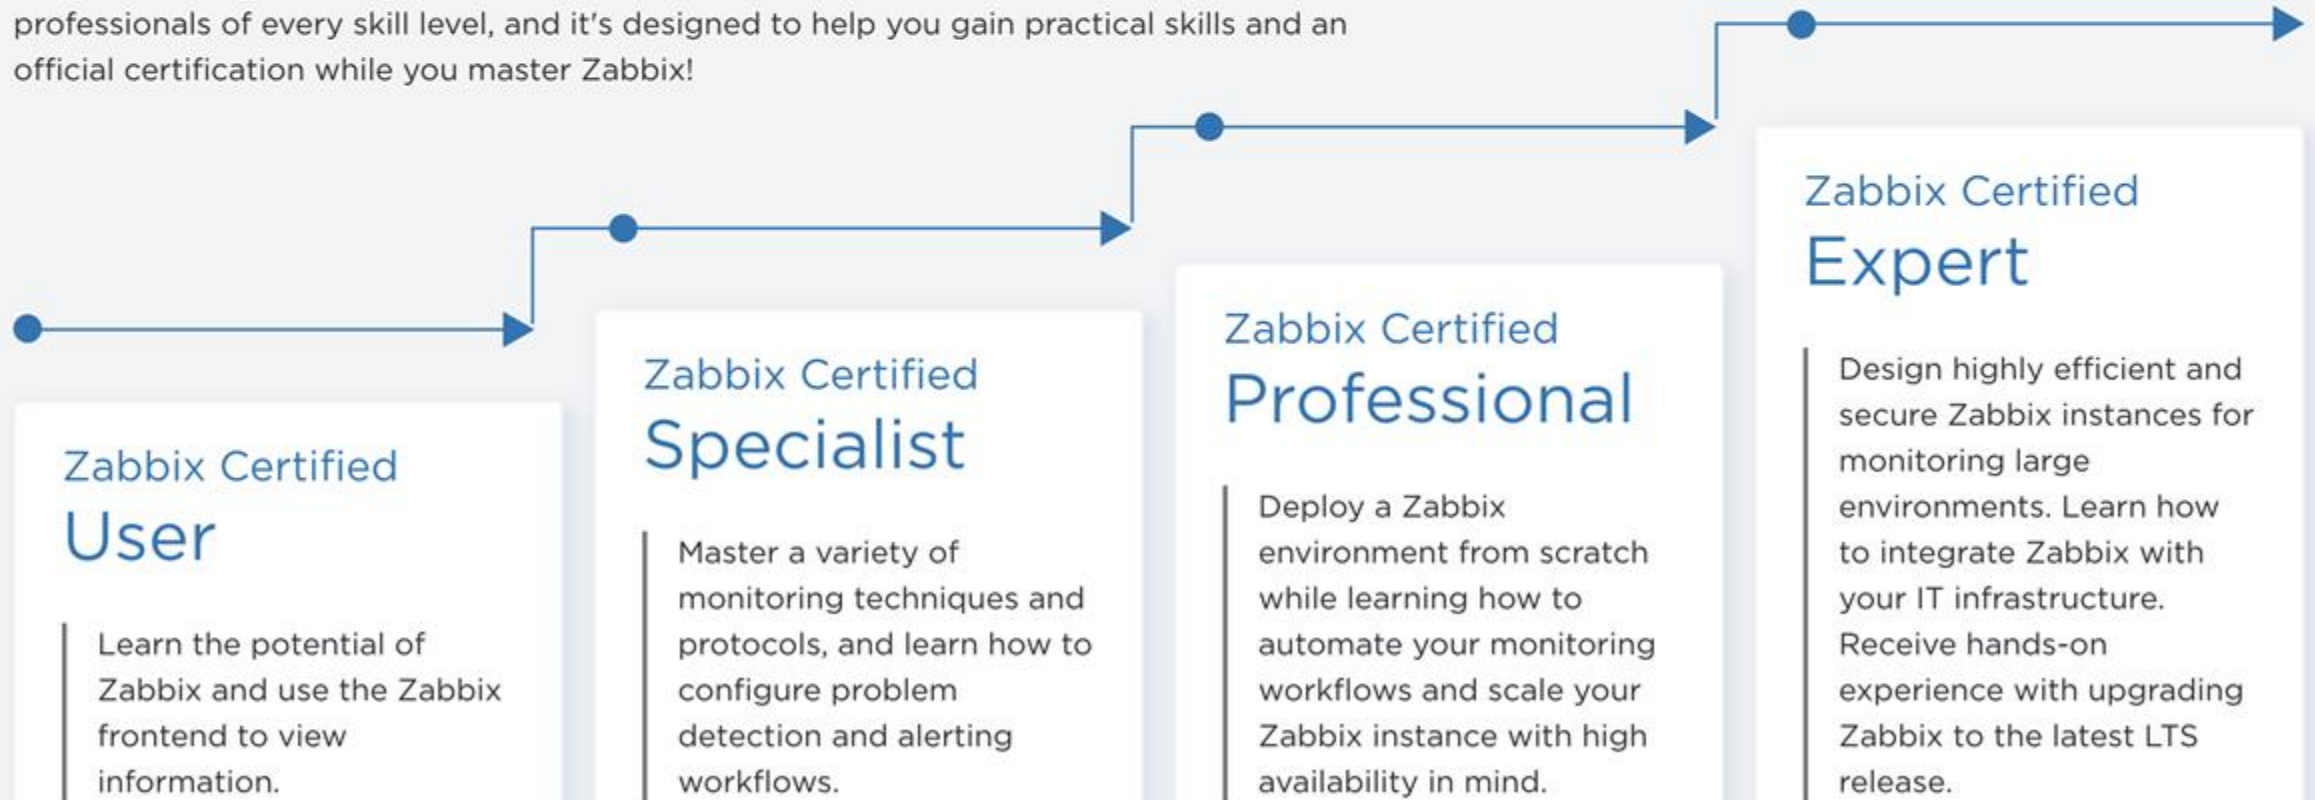 professionals of every skill level, and it's designed to help you gain practical skills and an
official certification while you master Zabbix!
Zabbix Certified
User
Learn the potential of
Zabbix and use the Zabbix
frontend to view
information.
Zabbix Certified
Specialist
Master a variety of
monitoring techniques and
protocols, and learn how to
configure problem
detection and alerting
workflows.
Zabbix Certified
Professional
Deploy a Zabbix
environment from scratch
while learning how to
automate your monitoring
workflows and scale your
Zabbix instance with high
availability in mind.
Zabbix Certified
Expert
Design highly efficient and
secure Zabbix instances for
monitoring large
environments. Learn how
to integrate Zabbix with
your IT infrastructure.
Receive hands-on
experience with upgrading
Zabbix to the latest LTS
release.